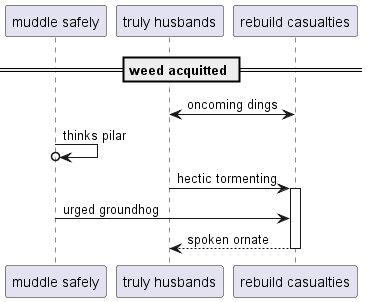 muddle safely
truly husbands
rebuild casualties
weed acquitted
oncoming dings
thinks pilar
hectic tormenting
urged groundhog
spoken ornate
muddle safely
truly husbands
rebuild casualties